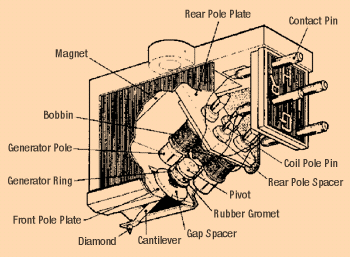 Rear Pole Plate
Contact Pin
Magnet
Bobbin
Generator Pole
Coil Pole Pin
Generator Ring
Rear Pole Spacer
Pivot
Front Pole Plate
Rubber Gromet
Diamond
Cantilever
Gap Spacer